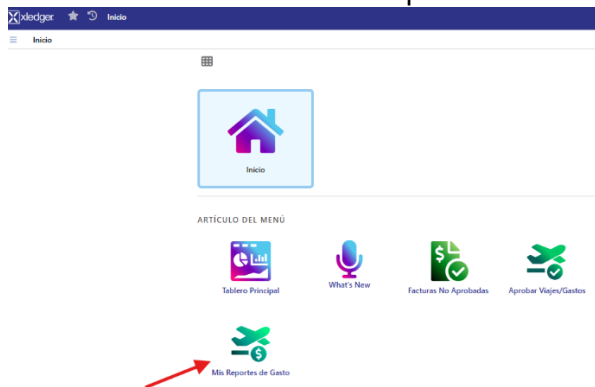 xledger Inicio
Inicio
Inicio
ARTÍCULO DEL MENÚ
Tablero Principal What's New Facturas No Aprobadas Aprobar Viajes/Gastos
Mis Reportes de Gasto